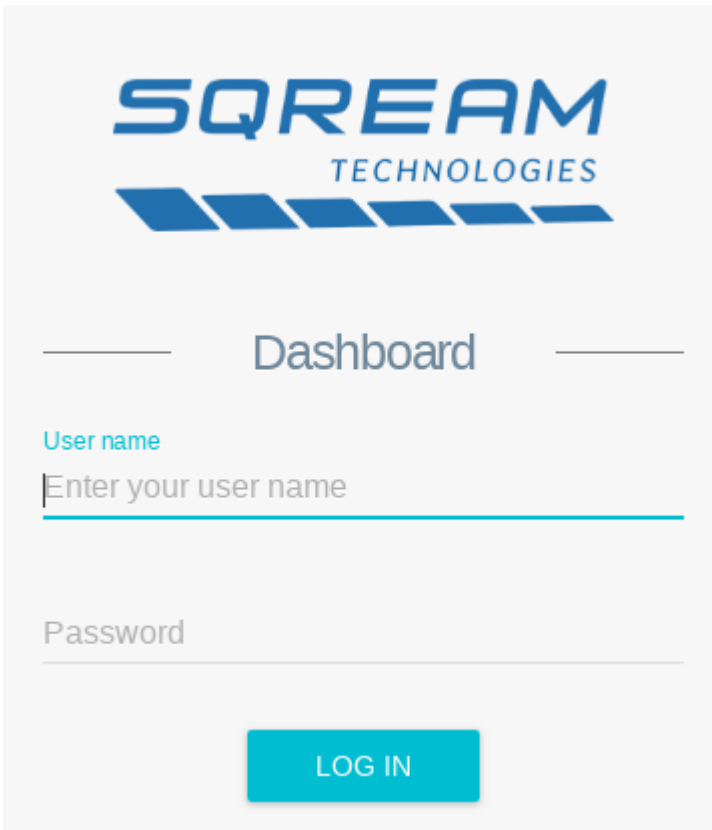 SQREAM
TECHNOLOGIES
Dashboard
User name
Enter your user name
Password
LOG IN